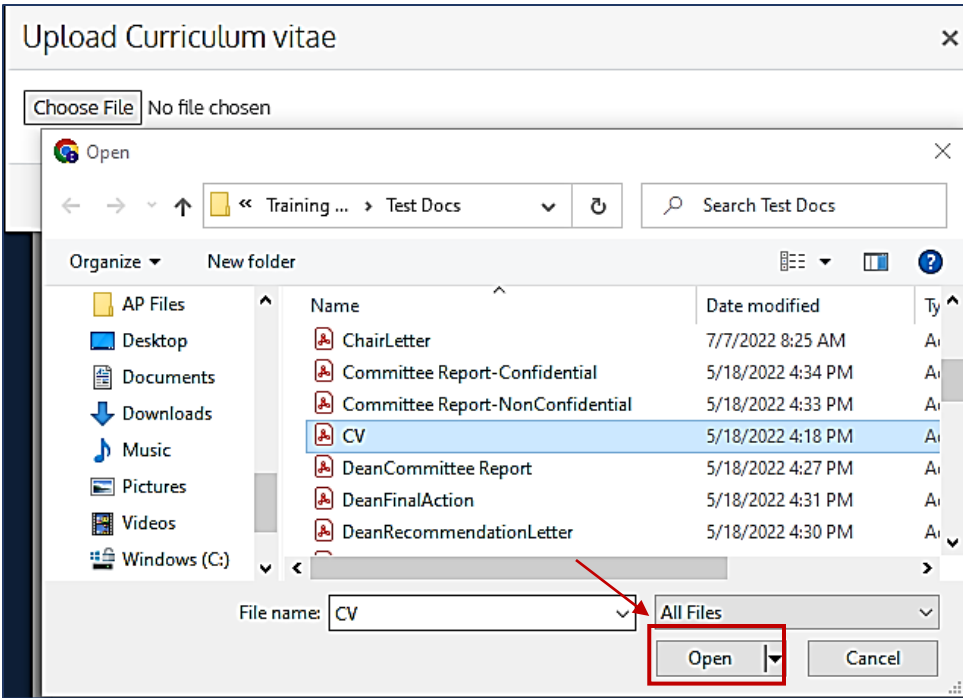 Upload Curriculum vitae
Choose File No file chosen
Open
« Training ... › Test Docs
Search Test Docs
Organize New folder
AP Files
Desktop
Documents
Downloads
Music
Pictures
Videos
Windows (C:)
Name Date modified
ChairLetter 7/7/2022 8:25 AM
Committee Report-Confidential 5/18/2022 4:34 PM
Committee Report-NonConfidential 5/18/2022 4:33 PM
CV 5/18/2022 4:18 PM
DeanCommittee Report 5/18/2022 4:27 PM
DeanFinalAction 5/18/2022 4:31 PM
DeanRecommendationLetter 5/18/2022 4:30 PM
File name: CV All Files
Open Cancel